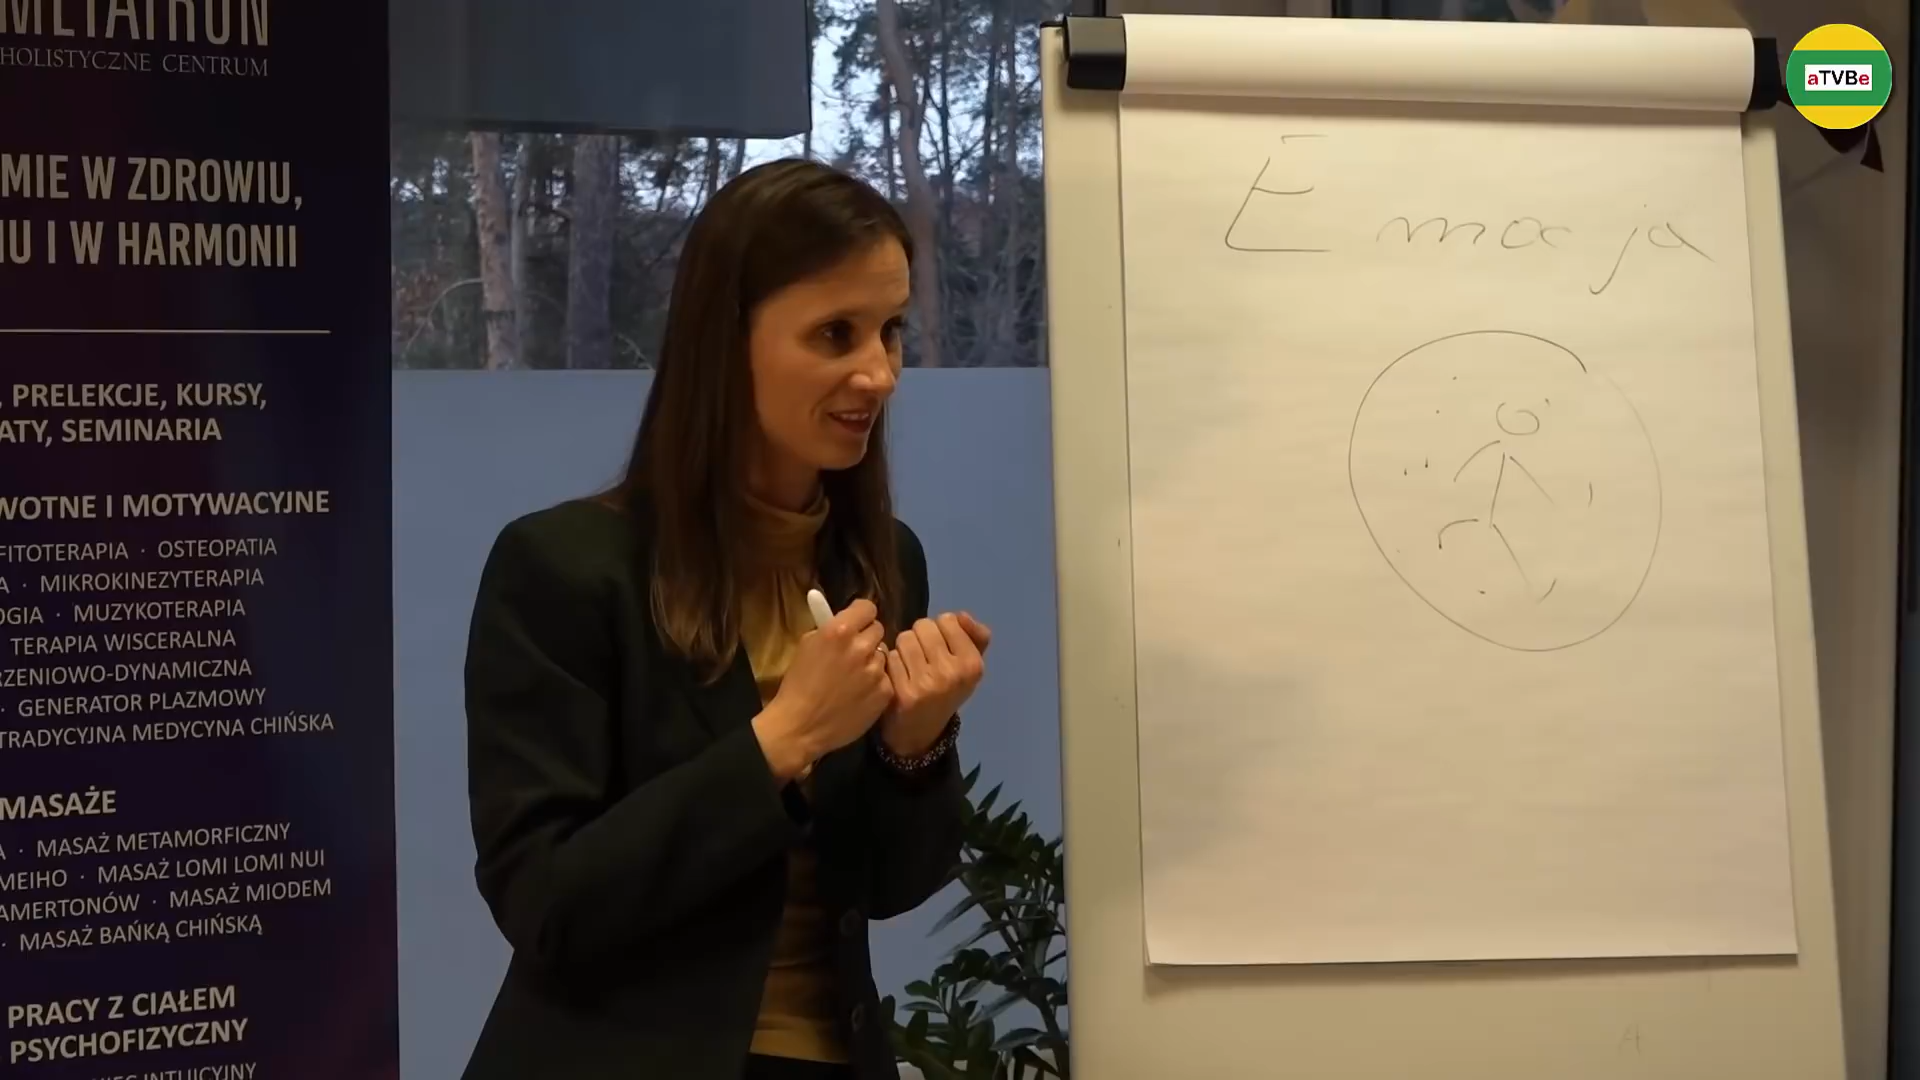 METATRON
HOLISTYCZNE CENTRUM
MIE W ZDROWIU,
IU I W HARMONII
, PRELEKCJE, KURSY,
ATY, SEMINARIA
WOTNE I MOTYWACYJNE
FITOTERAPIA · OSTEOPATIA
A · MIKROKINEZYTERAPIA
OGIA · MUZYKOTERAPIA
TERAPIA WISCERALNA
RZENIOWO-DYNAMICZNA
· GENERATOR PLAZMOWY
TRADYCYJNA MEDYCYNA CHIŃSKA
MASAŻE
A · MASAŻ METAMORFICZNY
MEIHO · MASAŻ LOMI LOMI NUI
AMERTONÓW · MASAŻ MIODEM
· MASAŻ BAŃKĄ CHIŃSKĄ
PRACY Z CIAŁEM
PSYCHOFIZYCZNY
NIEC INTUICYJNY
Emocja
aTVBe